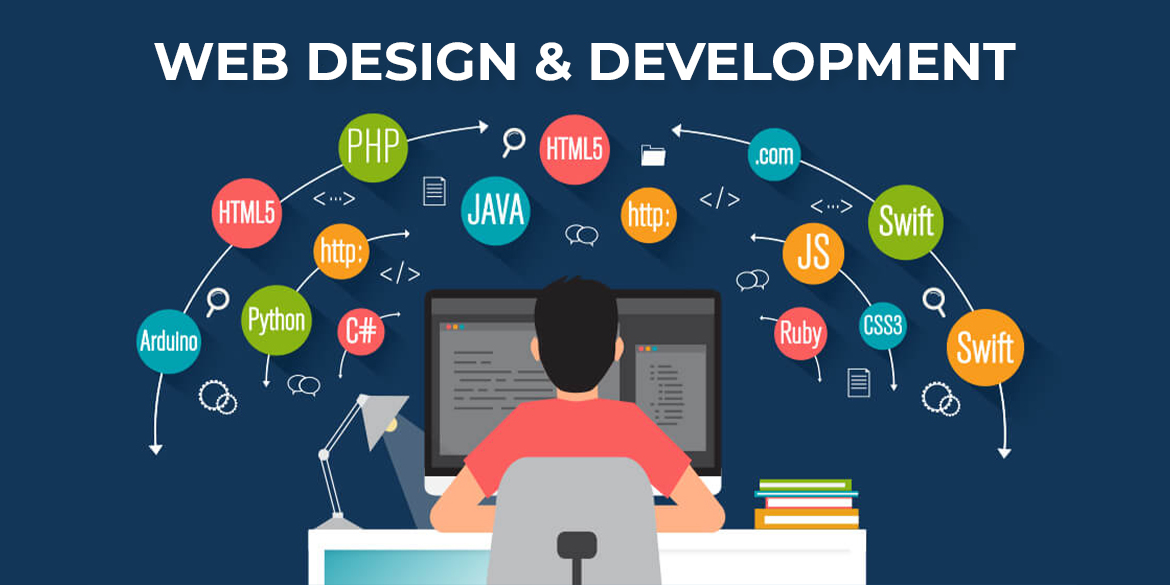 WEB DESIGN & DEVELOPMENT
PHP
HTML5
.com
HTML5
JAVA
http:
Swift
http:
JS
Arduino
Python
C#
Ruby
CSS3
Swift
<...>
</>
</>
<...>